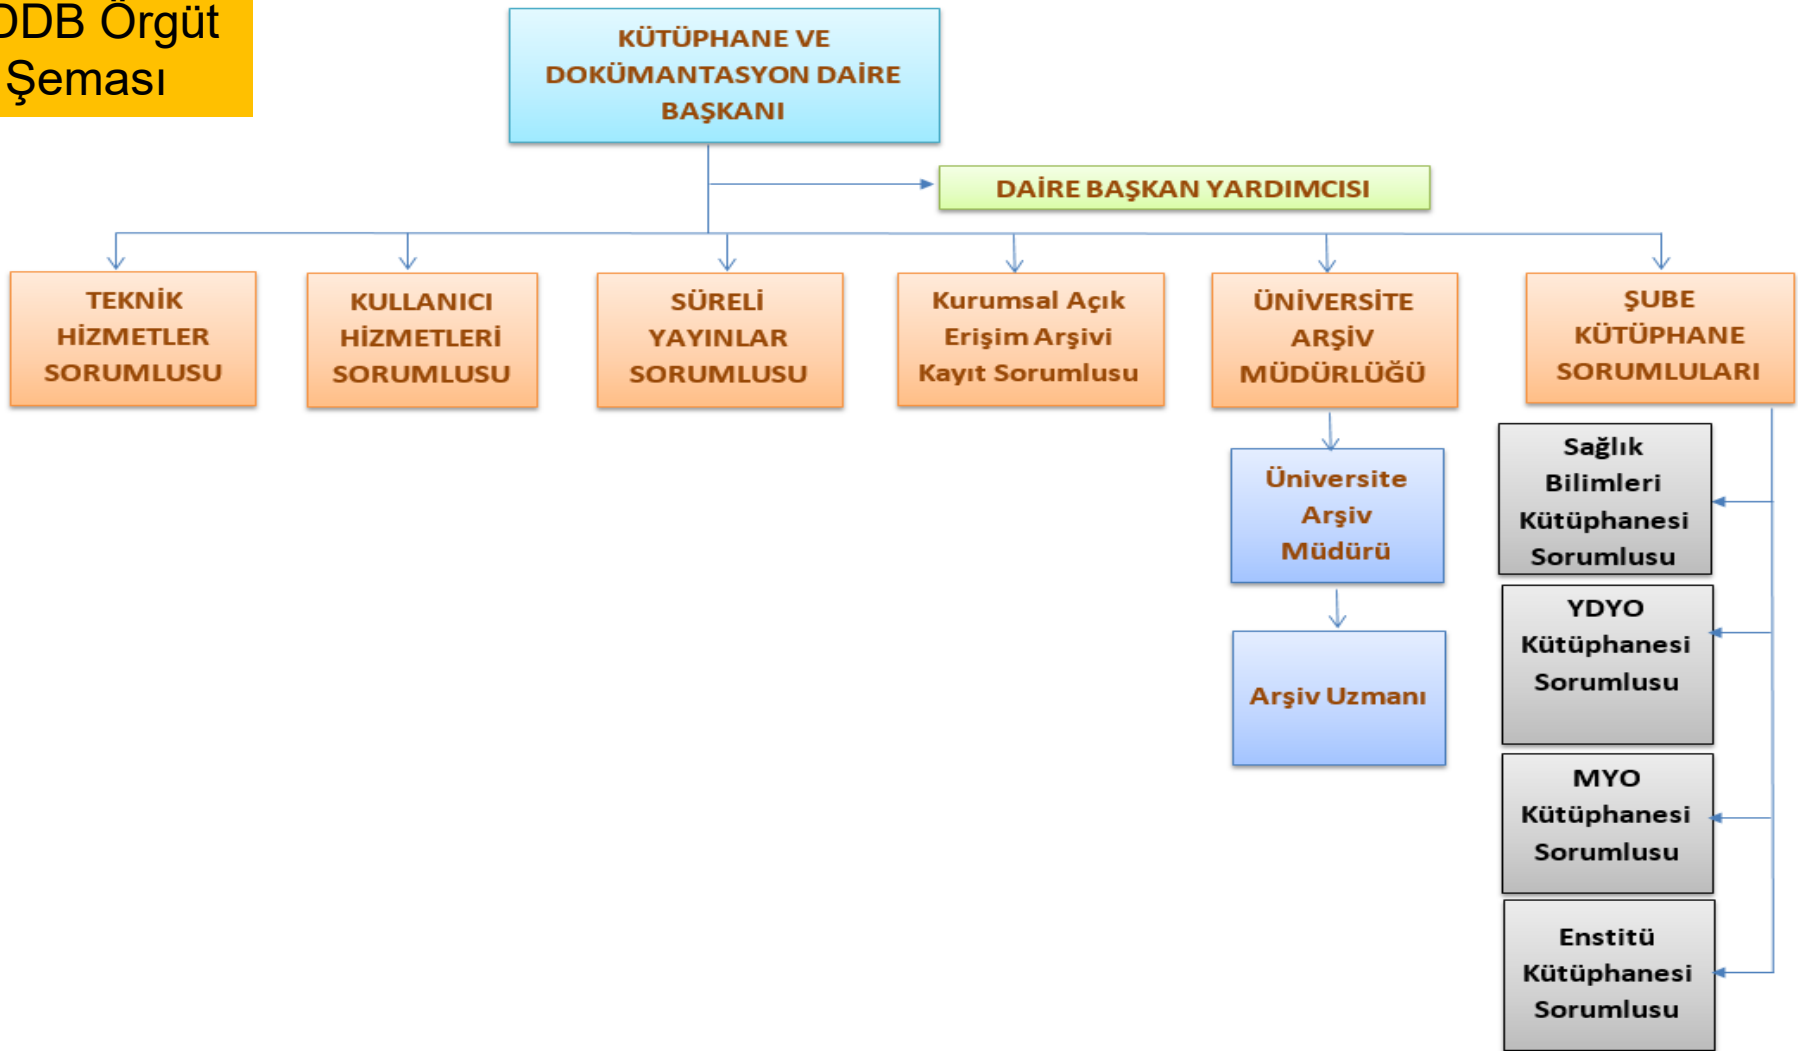 DDB Örgüt
Şeması
KÜTÜPHANE VE
DOKÜMANTASYON DAİRE
BAŞKANI
DAİRE BAŞKAN YARDIMCISI
TEKNİK
HİZMETLER
SORUMLUSU
KULLANICI
HİZMETLERİ
SORUMLUSU
SÜRELİ
YAYINLAR
SORUMLUSU
Kurumsal Açık
Erişim Arşivi
Kayıt Sorumlusu
ÜNİVERSİTE
ARŞİV
MÜDÜRLÜĞÜ
ŞUBE
KÜTÜPHANE
SORUMLULARI
Üniversite
Arşiv
Müdürü
Arşiv Uzmanı
Sağlık
Bilimleri
Kütüphanesi
Sorumlusu
YDYO
Kütüphanesi
Sorumlusu
MYO
Kütüphanesi
Sorumlusu
Enstitü
Kütüphanesi
Sorumlusu